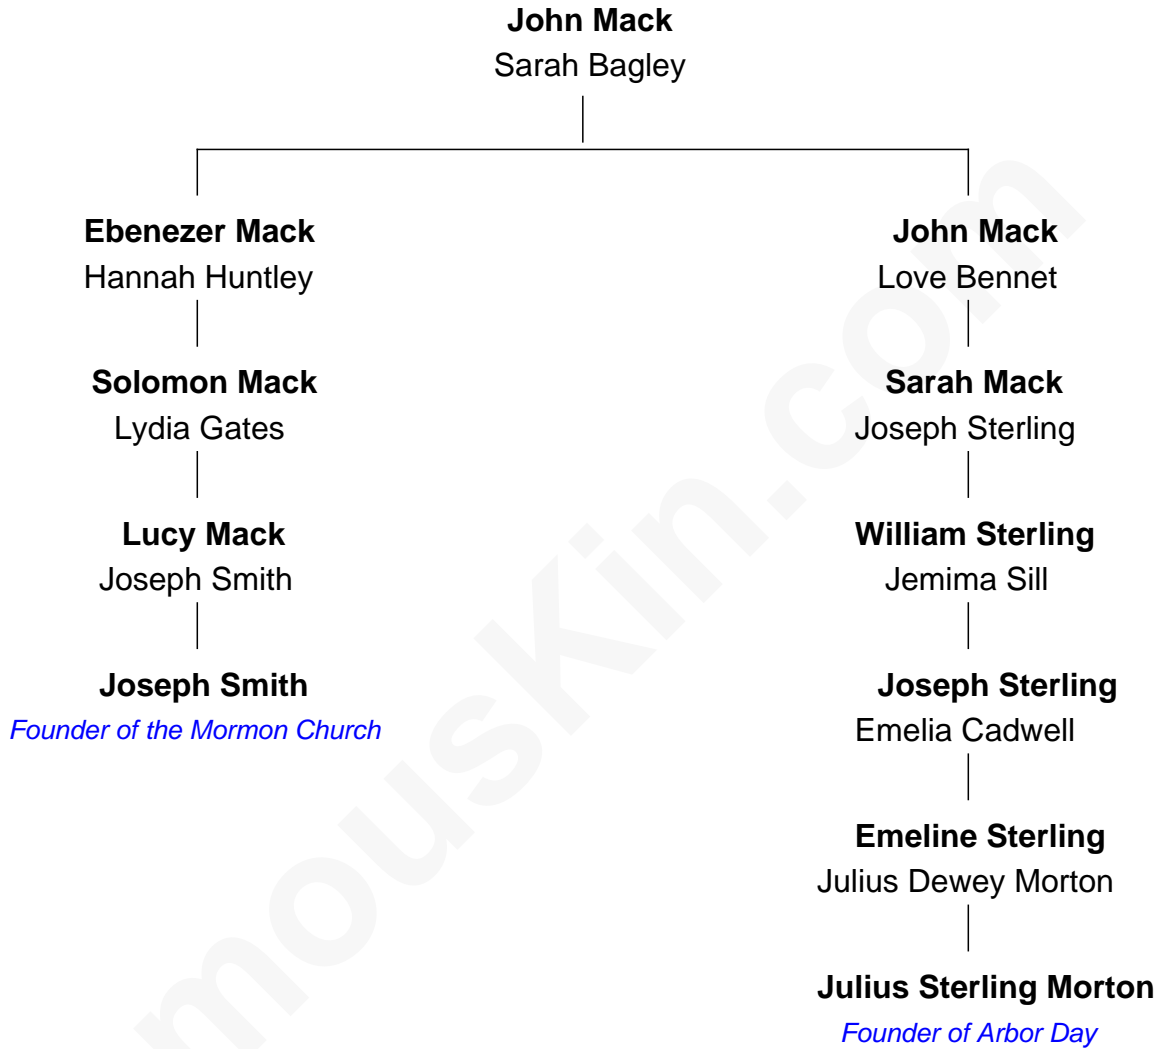 John Mack
Sarah Bagley
Ebenezer Mack
Hannah Huntley
John Mack
Love Bennet
Solomon Mack
Lydia Gates
Sarah Mack
Joseph Sterling
Lucy Mack
Joseph Smith
William Sterling
Jemima Sill
Joseph Smith
Founder of the Mormon Church
Joseph Sterling
Emelia Cadwell
Emeline Sterling
Julius Dewey Morton
Julius Sterling Morton
Founder of Arbor Day
mousKin.com